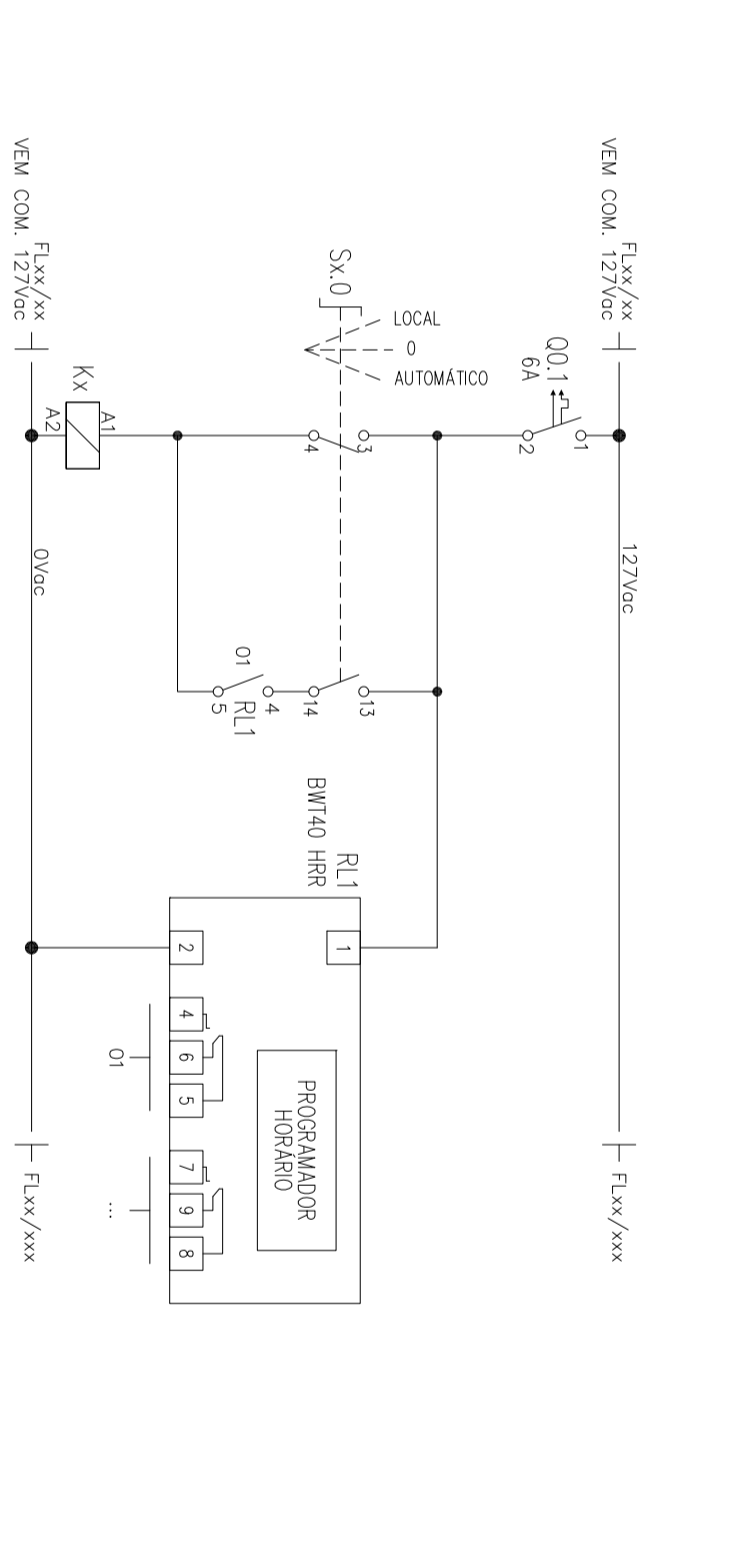 FLxx/xx
VEM COM. 127Vac
127Vac
FLxx/xxx
Q0.1
6A
1
2
LOCAL
0
AUTOMÁTICO
Sx.0
3
4
13
14
4
O1
RL1
5
RL1
BWT40 HRR
1
PROGRAMADOR
HORÁRIO
2
4
6
5
7
9
8
O1
...
Kx
A1
A2
FLxx/xx
VEM COM. 127Vac
0Vac
FLxx/xxx